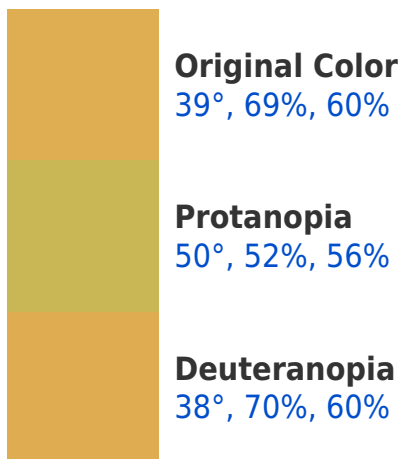 Original Color
39°, 69%, 60%
Protanopia
50°, 52%, 56%
Deuteranopia
38°, 70%, 60%